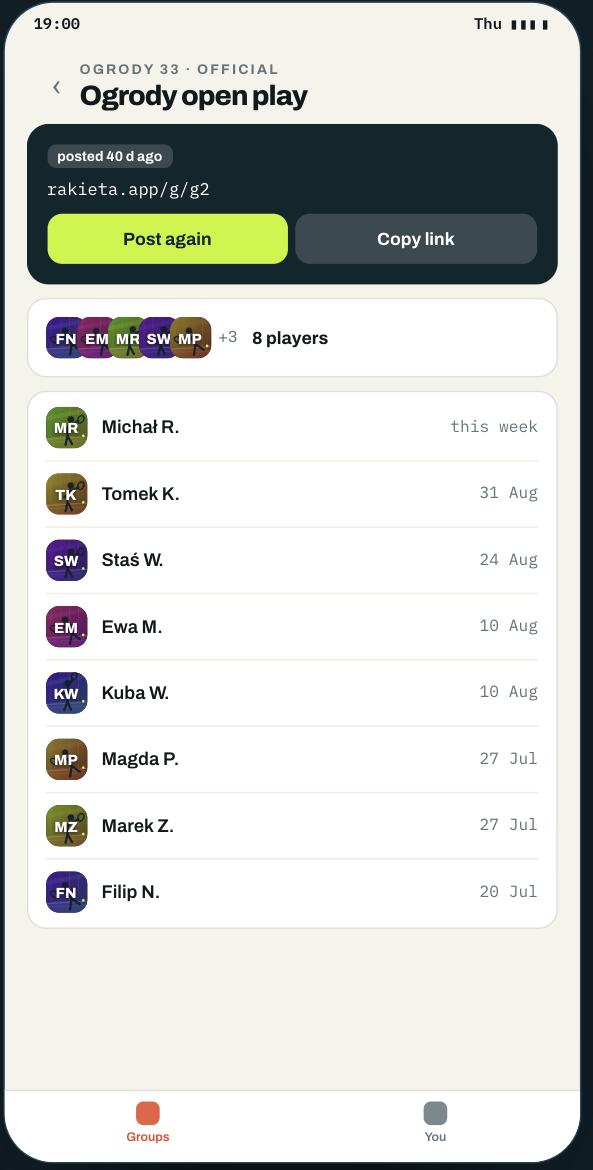 19:00 Thu
OGRODY 33 · OFFICIAL
‹ Ogrody open play
posted 40 d ago
rakieta.app/g/g2
Post again Copy link
FN EM MR SW MP +3 8 players
MR Michał R. this week
TK Tomek K. 31 Aug
SW Staś W. 24 Aug
EM Ewa M. 10 Aug
KW Kuba W. 10 Aug
MP Magda P. 27 Jul
MZ Marek Z. 27 Jul
FN Filip N. 20 Jul
Groups You